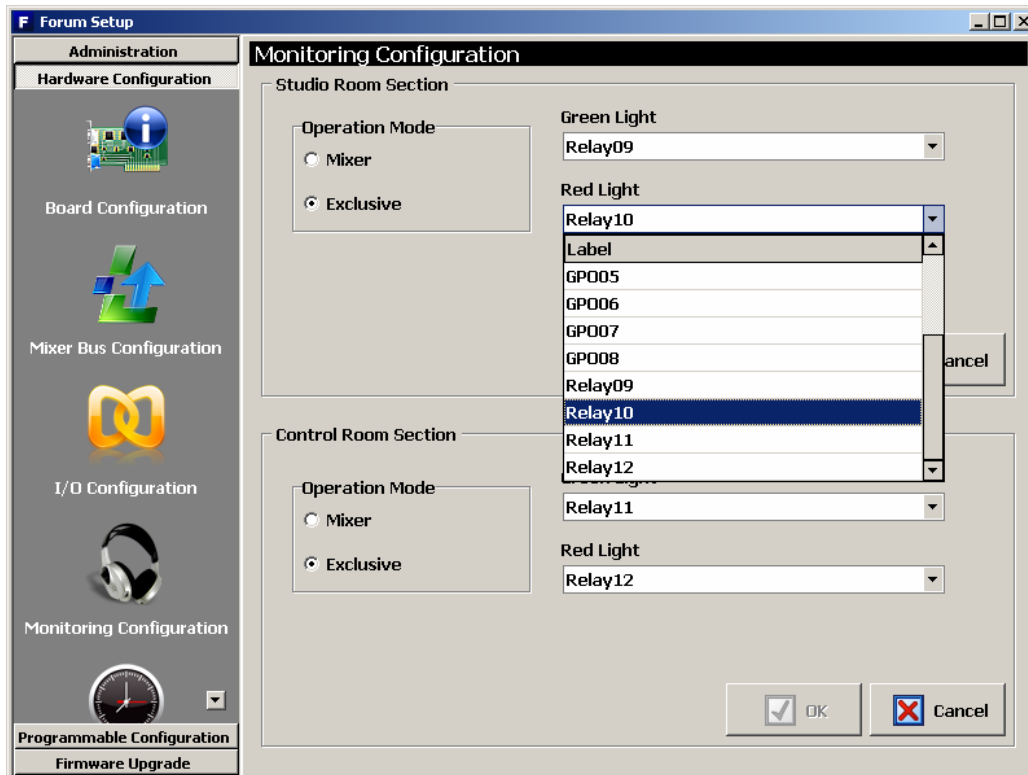 F Forum Setup
Administration
Hardware Configuration
Board Configuration
Mixer Bus Configuration
I/O Configuration
Monitoring Configuration
Programmable Configuration
Firmware Upgrade
Monitoring Configuration
Studio Room Section
Operation Mode
Mixer
Exclusive
Green Light
Relay09
Red Light
Relay10
Label
GPO05
GPO06
GPO07
GPO08
Relay09
Relay10
Relay11
Relay12
ancel
Control Room Section
Operation Mode
Mixer
Exclusive
Green Light
Relay11
Red Light
Relay12
OK
Cancel